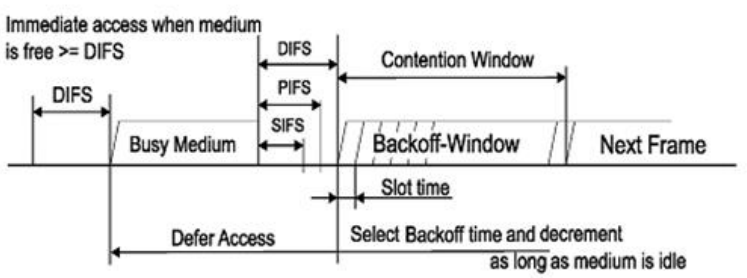 Immediate access when medium
is free >= DIFS
DIFS
DIFS
PIFS
SIFS
Contention Window
Busy Medium
Backoff-Window
Next Frame
Slot time
Defer Access
Select Backoff time and decrement
as long as medium is idle